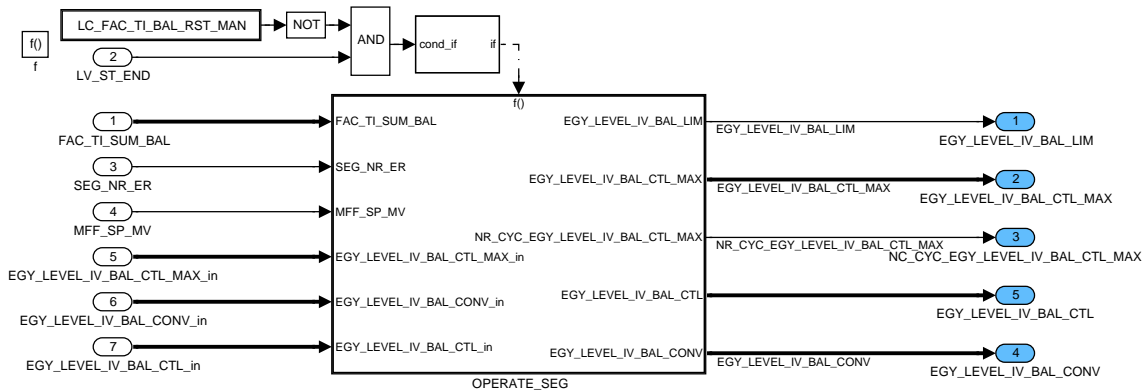 LC_FAC_TI_BAL_RST_MAN
NOT
AND
cond_if
if
f()
f
2
LV_ST_END
f()
1
FAC_TI_SUM_BAL
FAC_TI_SUM_BAL
EGY_LEVEL_IV_BAL_LIM
EGY_LEVEL_IV_BAL_LIM
1
EGY_LEVEL_IV_BAL_LIM
3
SEG_NR_ER
SEG_NR_ER
EGY_LEVEL_IV_BAL_CTL_MAX
EGY_LEVEL_IV_BAL_CTL_MAX
2
EGY_LEVEL_IV_BAL_CTL_MAX
4
MFF_SP_MV
MFF_SP_MV
NR_CYC_EGY_LEVEL_IV_BAL_CTL_MAX
NR_CYC_EGY_LEVEL_IV_BAL_CTL_MAX
3
NC_CYC_EGY_LEVEL_IV_BAL_CTL_MAX
5
EGY_LEVEL_IV_BAL_CTL_MAX_in
EGY_LEVEL_IV_BAL_CTL_MAX_in
EGY_LEVEL_IV_BAL_CTL
5
EGY_LEVEL_IV_BAL_CTL
6
EGY_LEVEL_IV_BAL_CONV_in
EGY_LEVEL_IV_BAL_CONV_in
7
EGY_LEVEL_IV_BAL_CTL_in
EGY_LEVEL_IV_BAL_CTL_in
EGY_LEVEL_IV_BAL_CONV
EGY_LEVEL_IV_BAL_CONV
4
EGY_LEVEL_IV_BAL_CONV
OPERATE_SEG